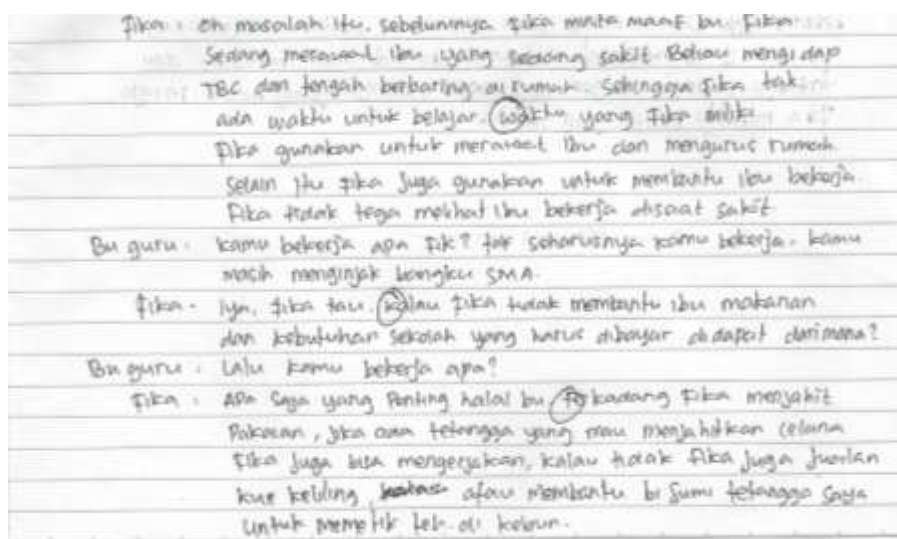 Fika : Oh masalah itu, sebelumnya Fika minta maaf bu, Fika
Sedang merawat Ibu yang sedang sakit. Beliau mengidap
TBC dan tengah berbaring di rumah. Sehingga Fika tak
ada waktu untuk belajar. waktu yang Fika miliki
Fika gunakan untuk merawat Ibu dan mengurus rumah.
Selain itu Fika juga gunakan untuk membantu ibu bekerja.
Fika tidak tega melihat Ibu bekerja disaat sakit
Bu guru : kamu bekerja apa Fik? tak seharusnya kamu bekerja. kamu
masih menginjak bangku SMA.
Fika : Iya, Fika tau kalau Fika tidak membantu ibu makanan
dan kebutuhan sekolah yang harus dibayar didapat darimana?
Bu guru : Lalu kamu bekerja apa?
Fika : APa Saja yang Penting halal bu kadang Fika menjahit
Pakaian, jika ada tetangga yang mau menjahitkan celana
Fika juga bisa mengerjakan, kalau tidak Fika juga jualan
kue keliling atau membantu bi Sumi tetangga saya
Untuk memetik teh di kebun.